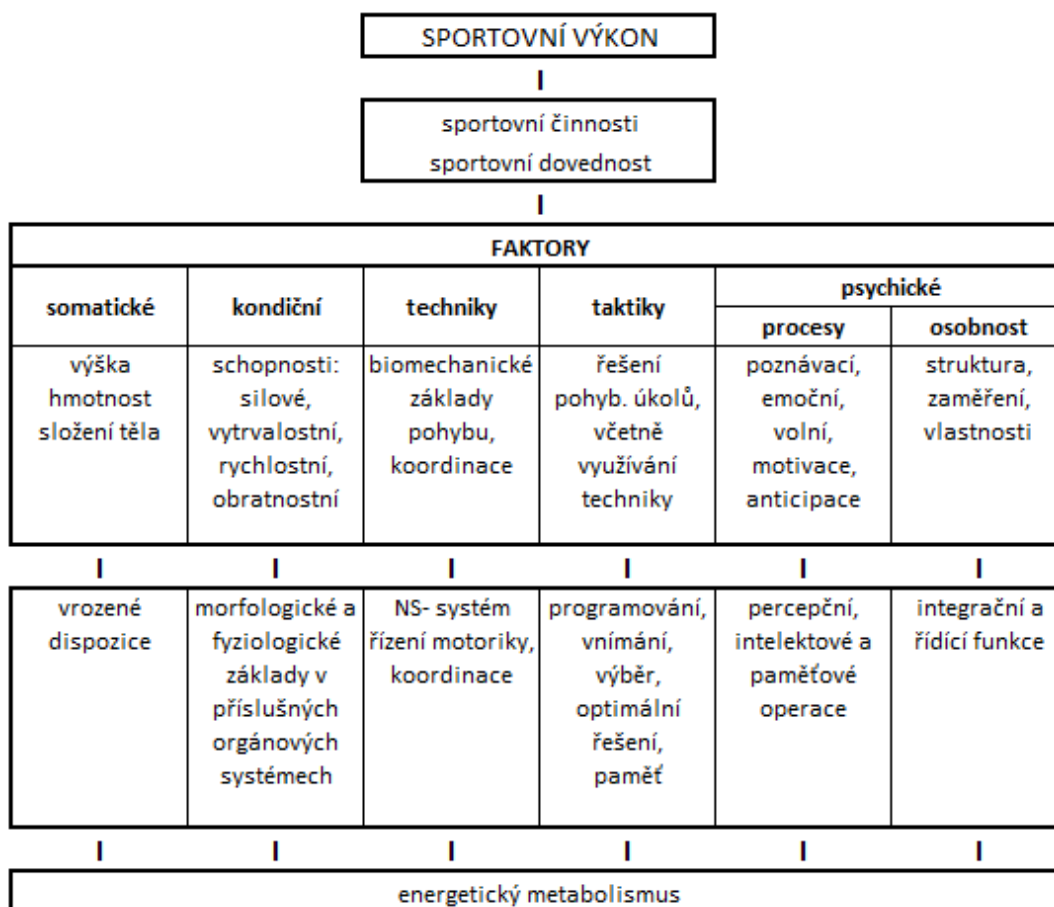 SPORTOVNÍ VÝKON
sportovní činnosti
sportovní dovednost
FAKTORY
somatické
kondiční
techniky
taktiky
psychické
procesy
osobnost
výška
hmotnost
složení těla
schopnosti:
silové,
vytrvalostní,
rychlostní,
obratnostní
biomechanické
základy
pohybu,
koordinace
řešení
pohyb. úkolů,
včetně
využívání
techniky
poznávací,
emoční,
volní,
motivace,
anticipace
struktura,
zaměření,
vlastnosti
vrozené
dispozice
morfologické a
fyziologické
základy v
příslušných
orgánových
systémech
NS- systém
řízení motoriky,
koordinace
programování,
vnímání,
výběr,
optimální
řešení,
paměť
percepční,
intelektové a
paměťové
operace
integrační a
řídící funkce
energetický metabolismus